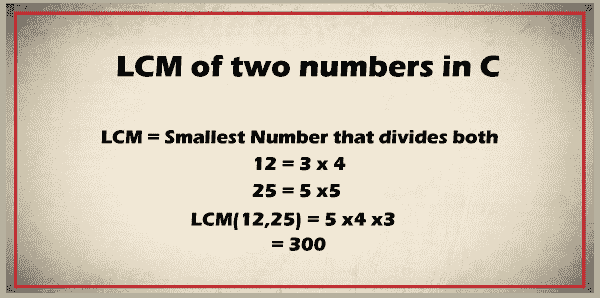 LCM of two numbers in C
LCM = Smallest Number that divides both
12 = 3 x 4
25 = 5 x5
LCM(12,25) = 5 x4 x3
= 300